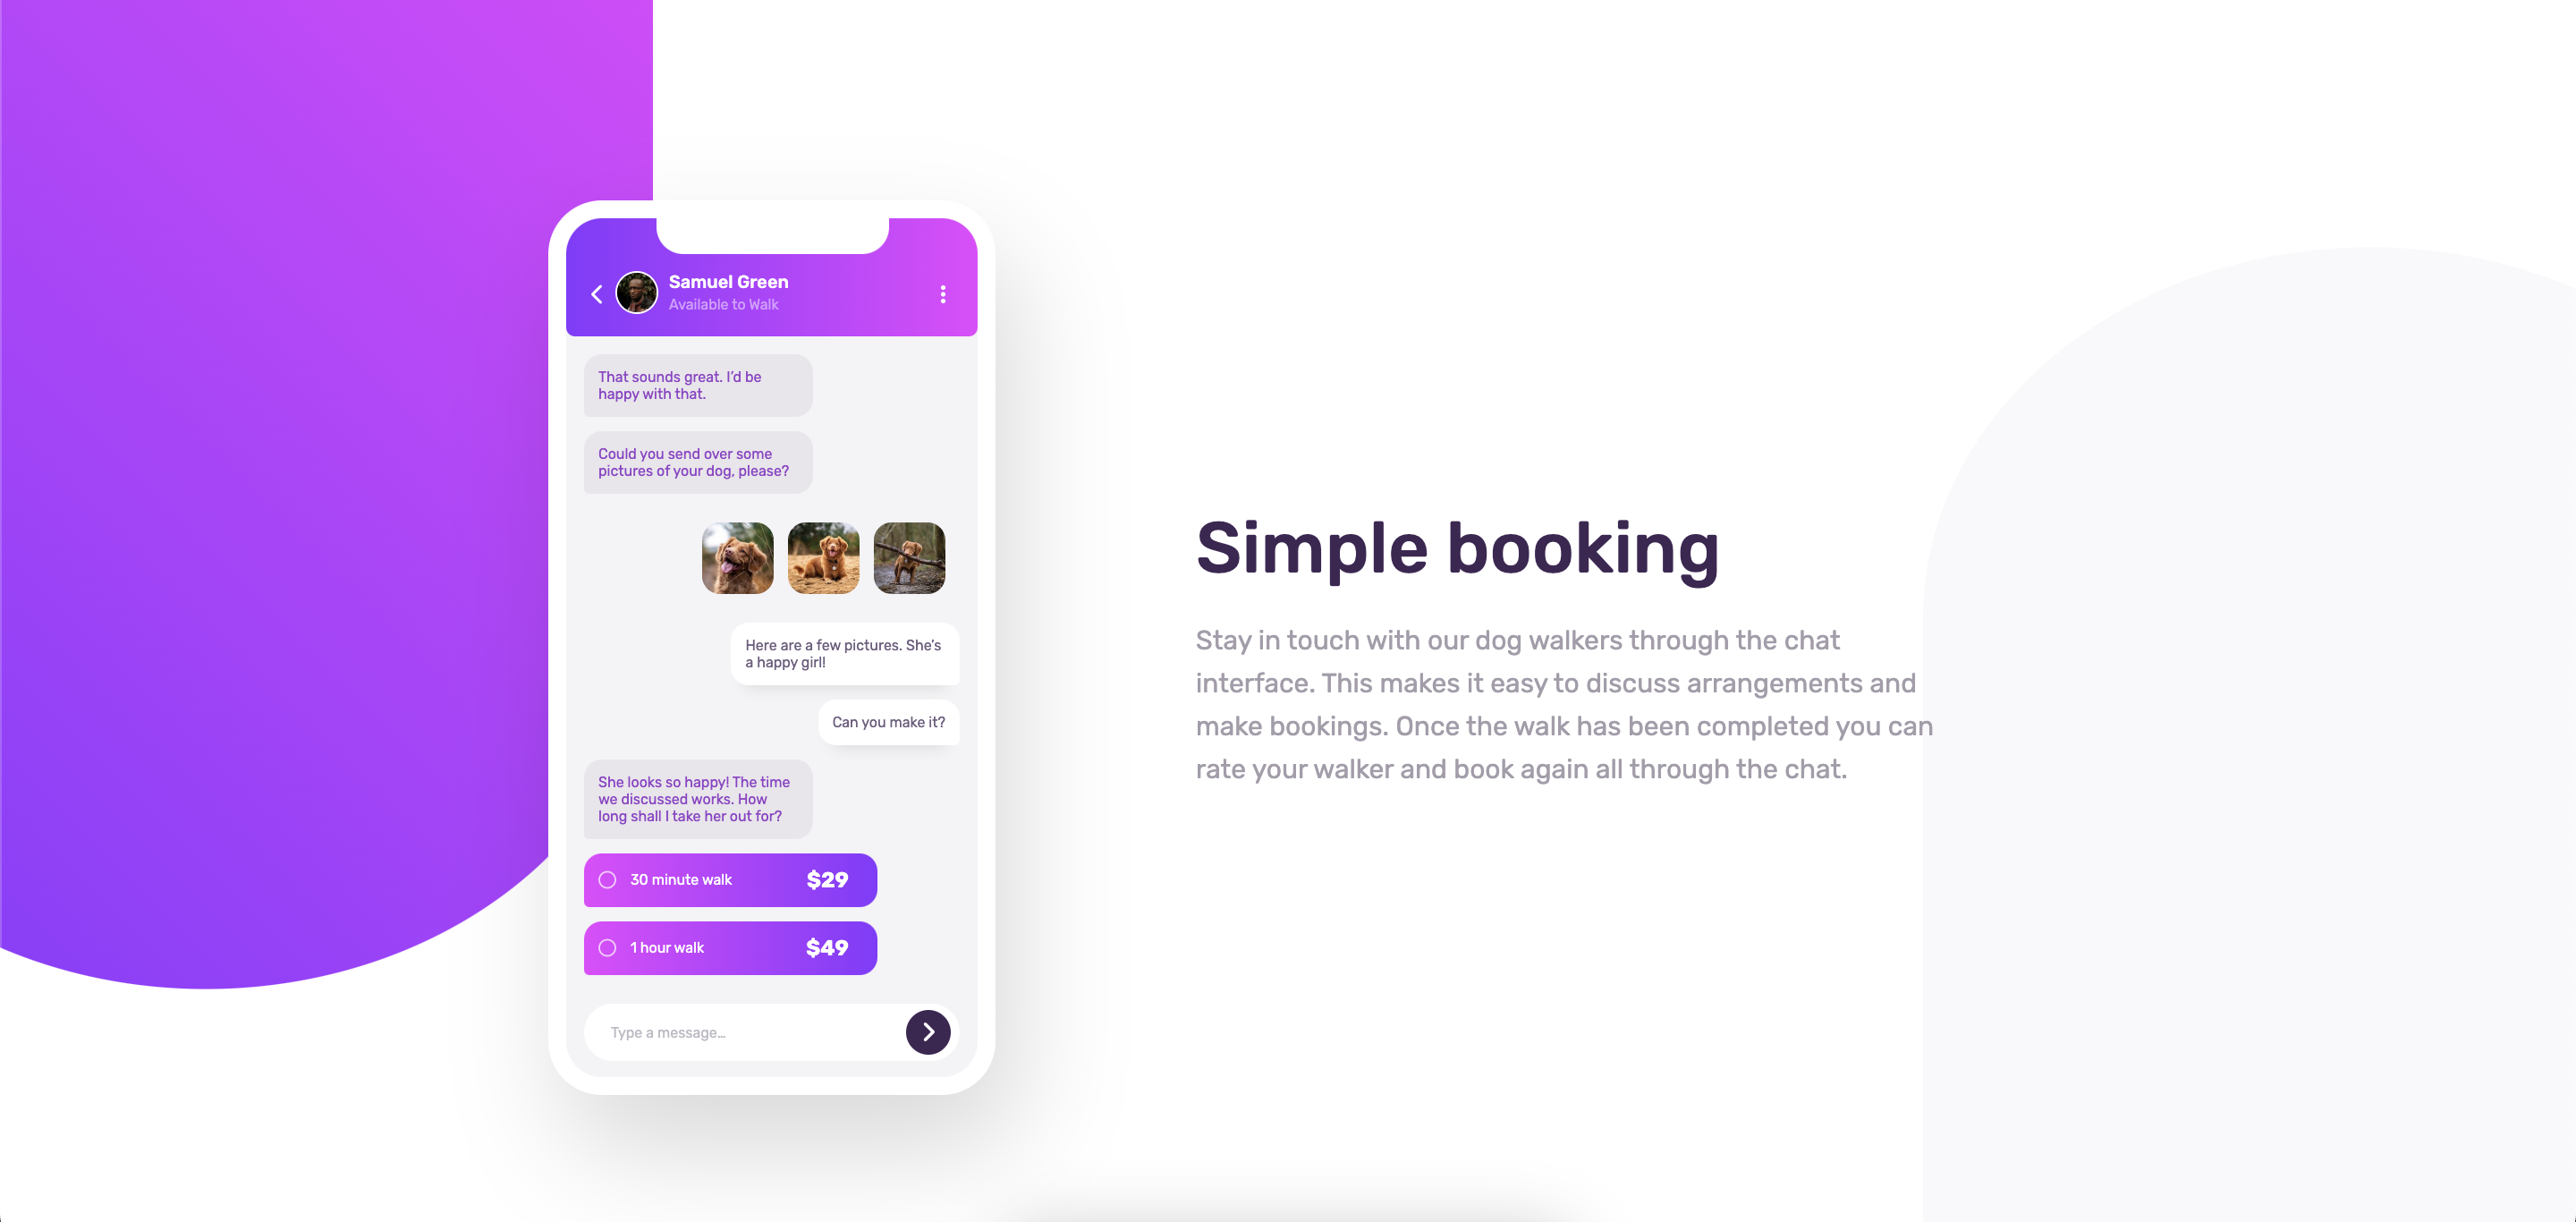 Samuel Green
Available to Walk
That sounds great. I’d be
happy with that.
Could you send over some
pictures of your dog, please?
Here are a few pictures. She’s
a happy girl!
Can you make it?
She looks so happy! The time
we discussed works. How
long shall I take her out for?
30 minute walk $29
1 hour walk $49
Type a message…
Simple booking
Stay in touch with our dog walkers through the chat
interface. This makes it easy to discuss arrangements and
make bookings. Once the walk has been completed you can
rate your walker and book again all through the chat.